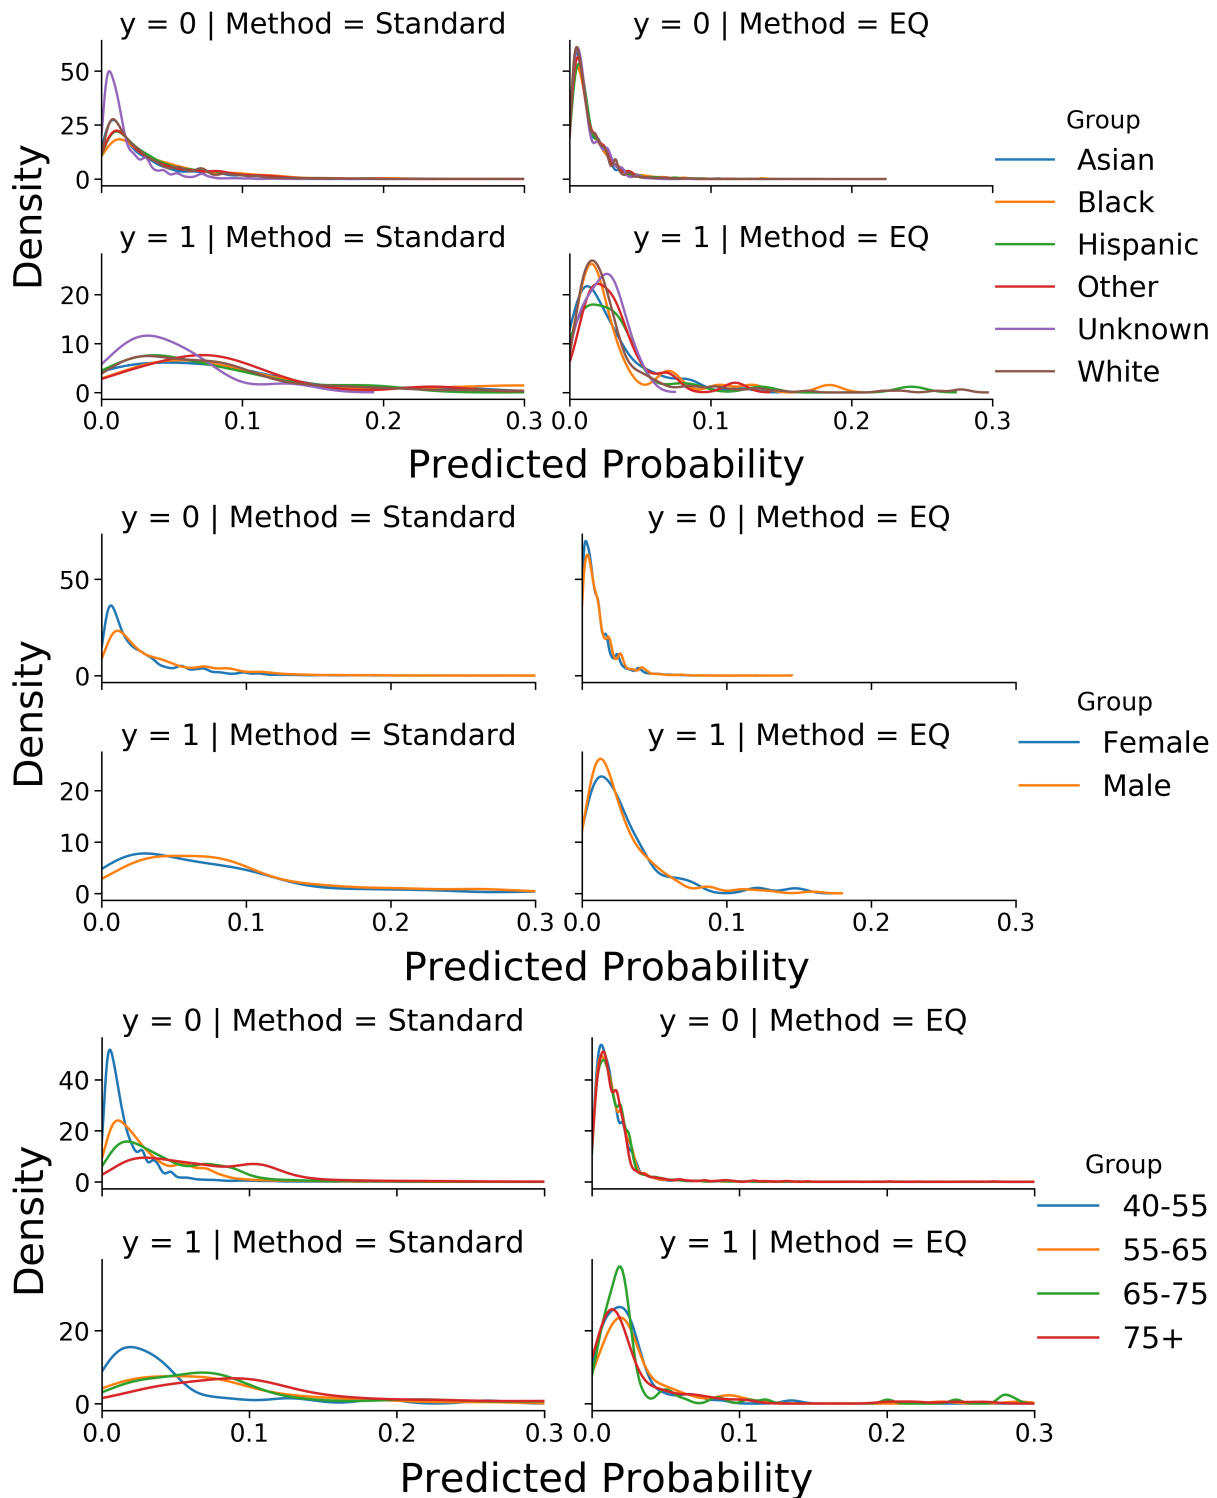 y = 0 | Method = Standard
y = 0 | Method = EQ
50
25
0
Density
y = 1 | Method = Standard
y = 1 | Method = EQ
20
10
0
0.0
0.1
0.2
0.3
0.0
0.1
0.2
0.3
Predicted Probability
Group
Asian
Black
Hispanic
Other
Unknown
White
y = 0 | Method = Standard
y = 0 | Method = EQ
50
0
Density
y = 1 | Method = Standard
y = 1 | Method = EQ
20
10
0
0.0
0.1
0.2
0.3
0.0
0.1
0.2
0.3
Predicted Probability
Group
Female
Male
y = 0 | Method = Standard
y = 0 | Method = EQ
40
20
0
Density
y = 1 | Method = Standard
y = 1 | Method = EQ
20
0
0.0
0.1
0.2
0.3
0.0
0.1
0.2
0.3
Predicted Probability
Group
40-55
55-65
65-75
75+